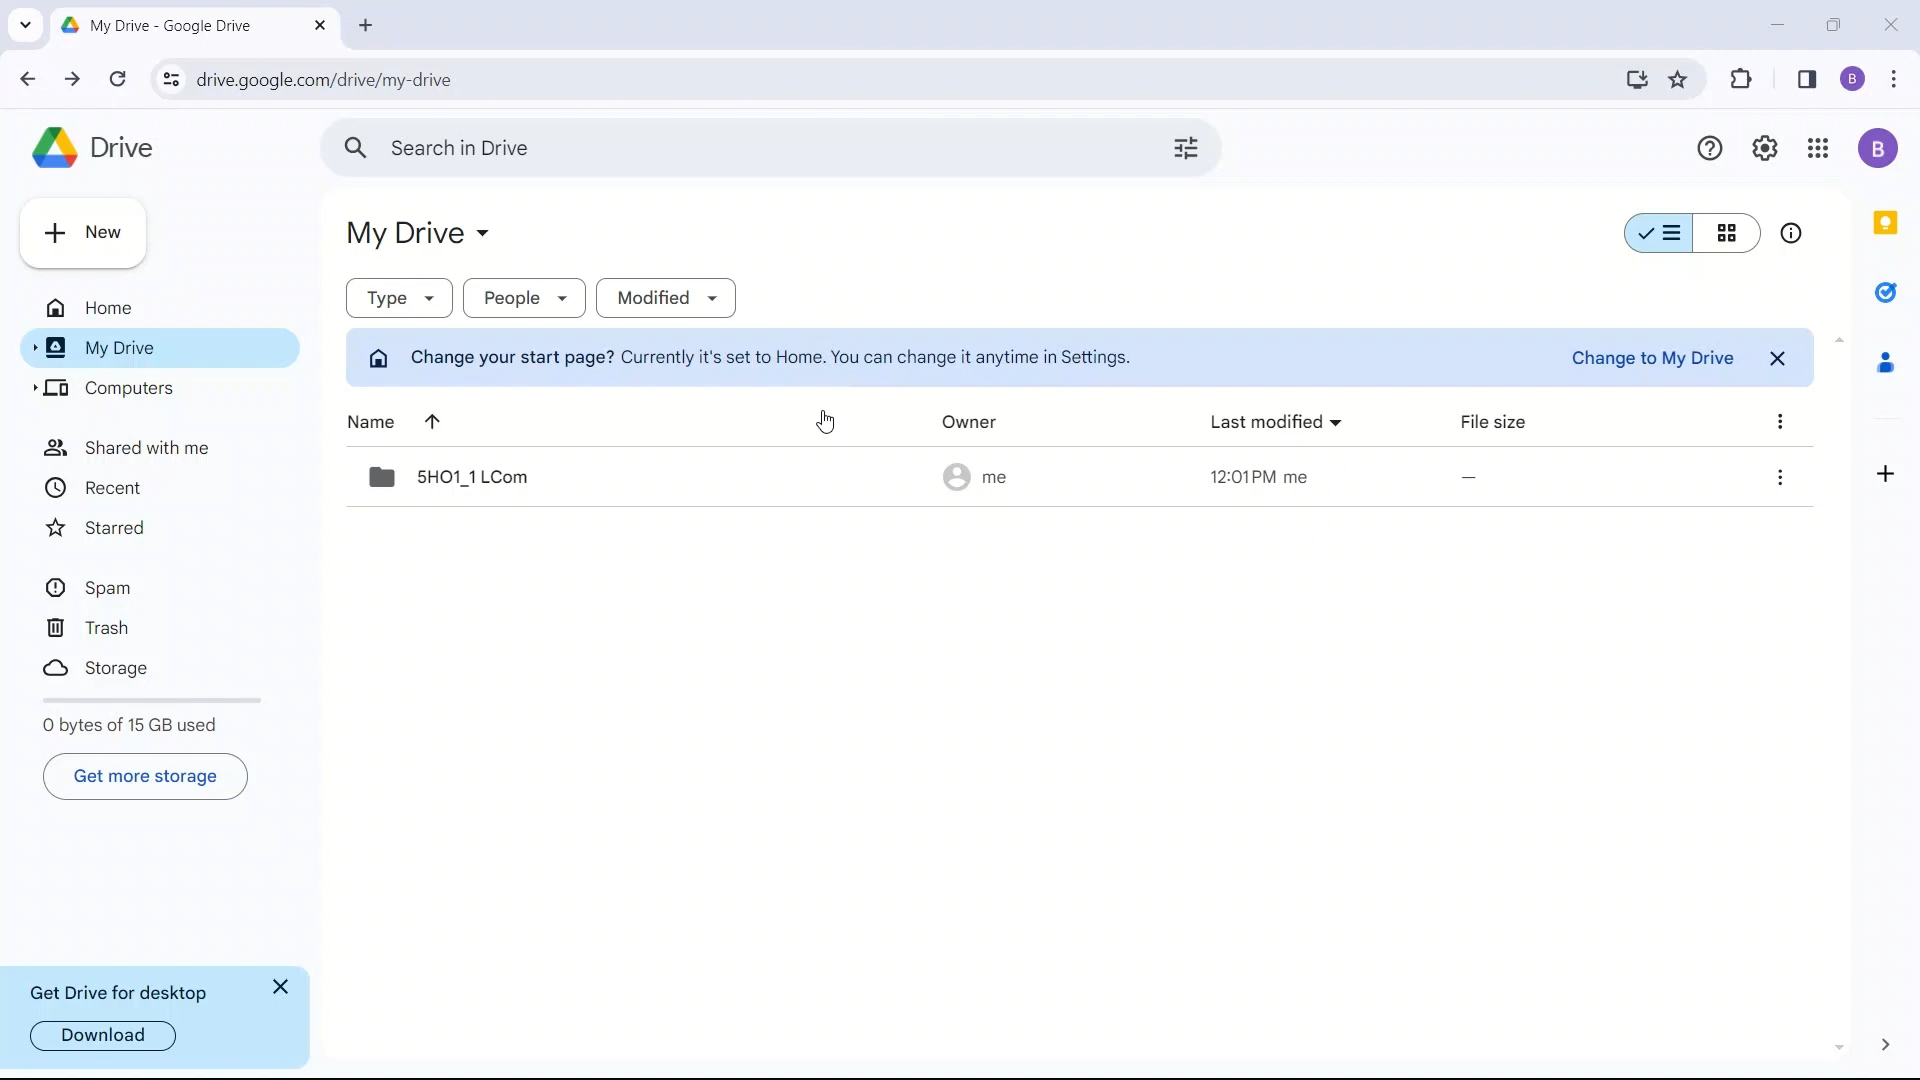 My Drive - Google Drive
drive.google.com/drive/my-drive
B
Drive
Search in Drive
B
New
My Drive
Home
Type People Modified
My Drive
Change your start page? Currently it's set to Home. You can change it anytime in Settings. Change to My Drive
Computers
Name Owner Last modified File size
Shared with me
5HO1_1 LCom me 12:01 PM me —
Recent
Starred
Spam
Trash
Storage
0 bytes of 15 GB used
Get more storage
Get Drive for desktop
Download